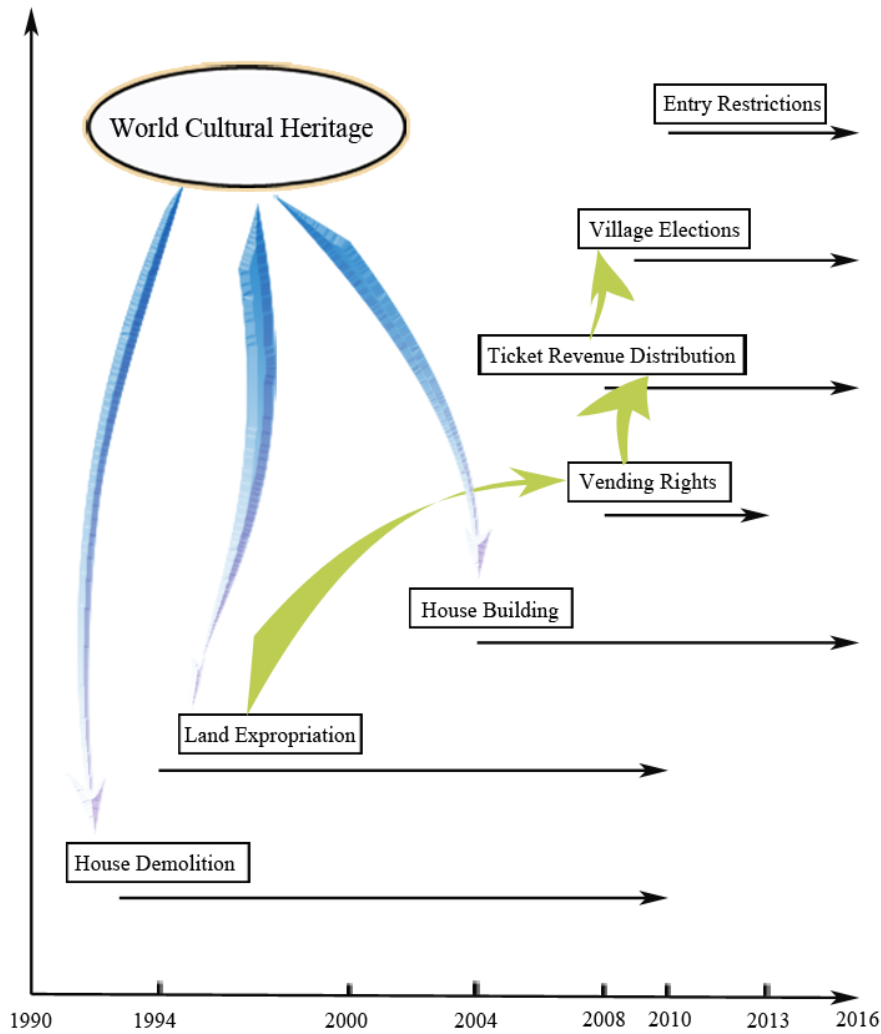 World Cultural Heritage
Entry Restrictions
Village Elections
Ticket Revenue Distribution
Vending Rights
House Building
Land Expropriation
House Demolition
1990 1994 2000 2004 2008 2010 2013 2016